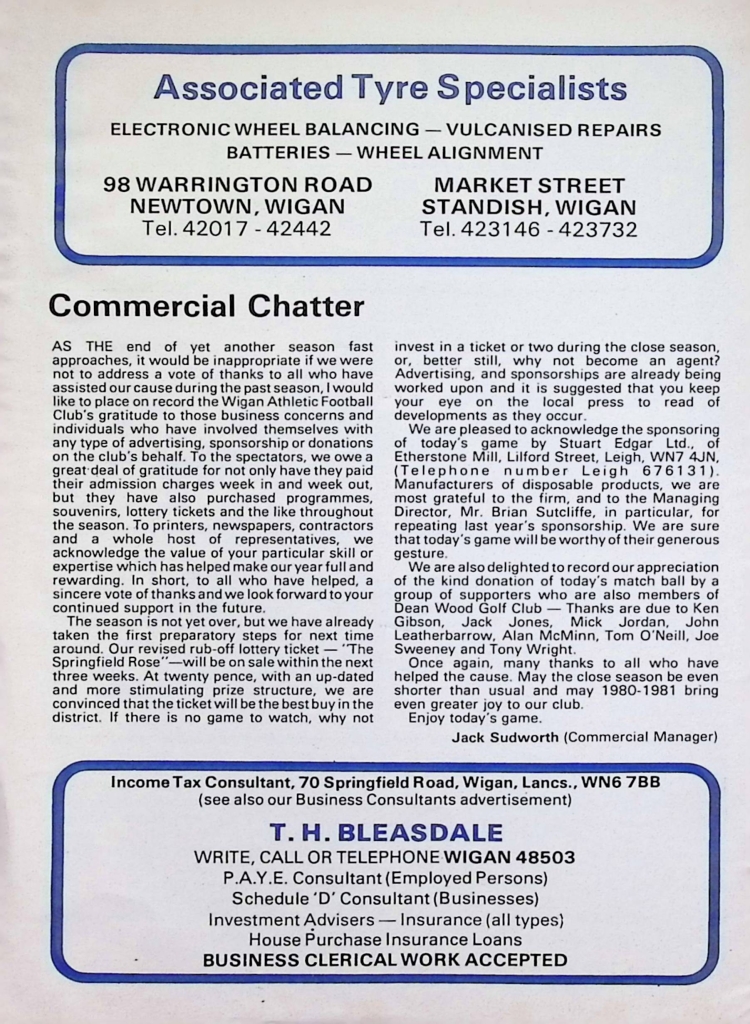 Associated Tyre Specialists
ELECTRONIC WHEEL BALANCING — VULCANISED REPAIRS
BATTERIES — WHEEL ALIGNMENT
98 WARRINGTON ROAD
NEWTOWN, WIGAN
Tel. 42017 - 42442
MARKET STREET
STANDISH, WIGAN
Tel. 423146 - 423732
Commercial Chatter
AS THE end of yet another season fast
approaches, it would be inappropriate if we were
not to address a vote of thanks to all who have
assisted our cause during the past season, I would
like to place on record the Wigan Athletic Football
Club's gratitude to those business concerns and
individuals who have involved themselves with
any type of advertising, sponsorship or donations
on the club's behalf. To the spectators, we owe a
great deal of gratitude for not only have they paid
their admission charges week in and week out,
but they have also purchased programmes,
souvenirs, lottery tickets and the like throughout
the season. To printers, newspapers, contractors
and a whole host of representatives, we
acknowledge the value of your particular skill or
expertise which has helped make our year full and
rewarding. In short, to all who have helped, a
sincere vote of thanks and we look forward to your
continued support in the future.
The season is not yet over, but we have already
taken the first preparatory steps for next time
around. Our revised rub-off lottery ticket — "The
Springfield Rose"—will be on sale within the next
three weeks. At twenty pence, with an up-dated
and more stimulating prize structure, we are
convinced that the ticket will be the best buy in the
district. If there is no game to watch, why not
invest in a ticket or two during the close season,
or, better still, why not become an agent?
Advertising, and sponsorships are already being
worked upon and it is suggested that you keep
your eye on the local press to read of
developments as they occur.
We are pleased to acknowledge the sponsoring
of today's game by Stuart Edgar Ltd., of
Etherstone Mill, Lilford Street, Leigh, WN7 4JN,
(Telephone number Leigh 676131).
Manufacturers of disposable products, we are
most grateful to the firm, and to the Managing
Director, Mr. Brian Sutcliffe, in particular, for
repeating last year's sponsorship. We are sure
that today's game will be worthy of their generous
gesture.
We are also delighted to record our appreciation
of the kind donation of today's match ball by a
group of supporters who are also members of
Dean Wood Golf Club — Thanks are due to Ken
Gibson, Jack Jones, Mick Jordan, John
Leatherbarrow, Alan McMinn, Tom O'Neill, Joe
Sweeney and Tony Wright.
Once again, many thanks to all who have
helped the cause. May the close season be even
shorter than usual and may 1980-1981 bring
even greater joy to our club.
Enjoy today's game.
Jack Sudworth (Commercial Manager)
Income Tax Consultant, 70 Springfield Road, Wigan, Lancs., WN6 7BB
(see also our Business Consultants advertisement)
T. H. BLEASDALE
WRITE, CALL OR TELEPHONE WIGAN 48503
P.A.Y.E. Consultant (Employed Persons)
Schedule 'D' Consultant (Businesses)
Investment Advisers — Insurance (all types)
House Purchase Insurance Loans
BUSINESS CLERICAL WORK ACCEPTED